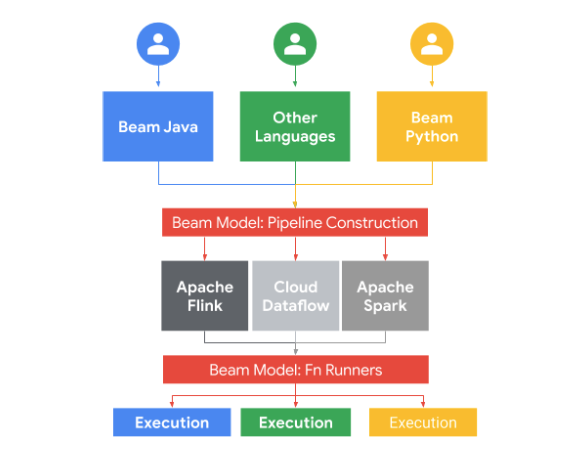 Beam Java
Other
Languages
Beam
Python
Beam Model: Pipeline Construction
Apache
Flink
Cloud
Dataflow
Apache
Spark
Beam Model: Fn Runners
Execution
Execution
Execution